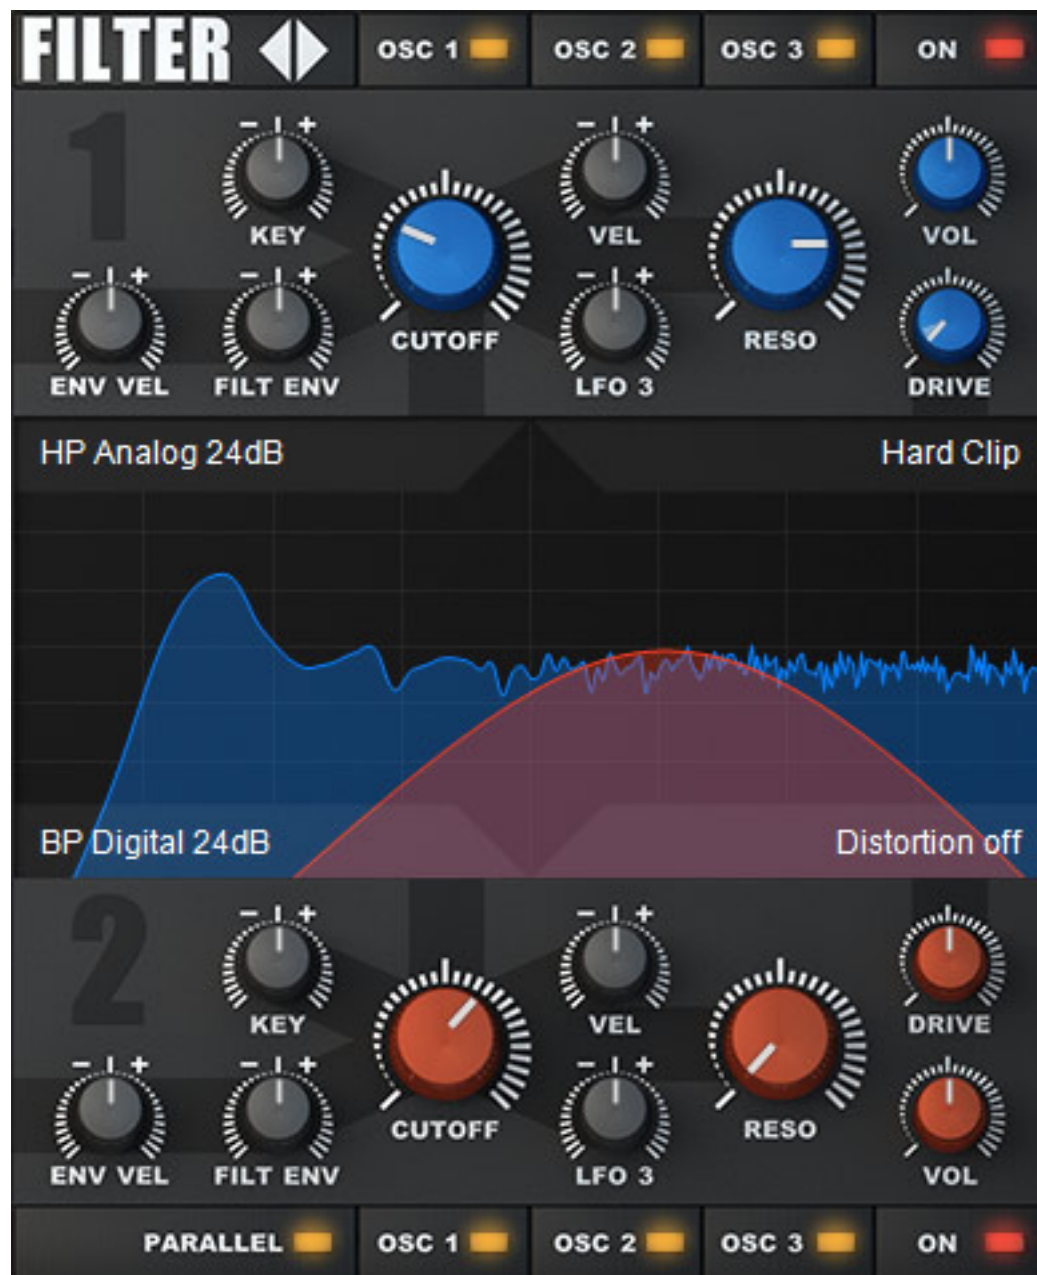 FILTER OSC 1 OSC 2 OSC 3 ON
1
- + - +
KEY VEL VOL
- + - + - +
CUTOFF RESO
ENV VEL FILT ENV LFO 3 DRIVE
HP Analog 24dB Hard Clip
BP Digital 24dB Distortion off
2
- + - +
KEY VEL DRIVE
- + - + - +
CUTOFF RESO
ENV VEL FILT ENV LFO 3 VOL
PARALLEL OSC 1 OSC 2 OSC 3 ON